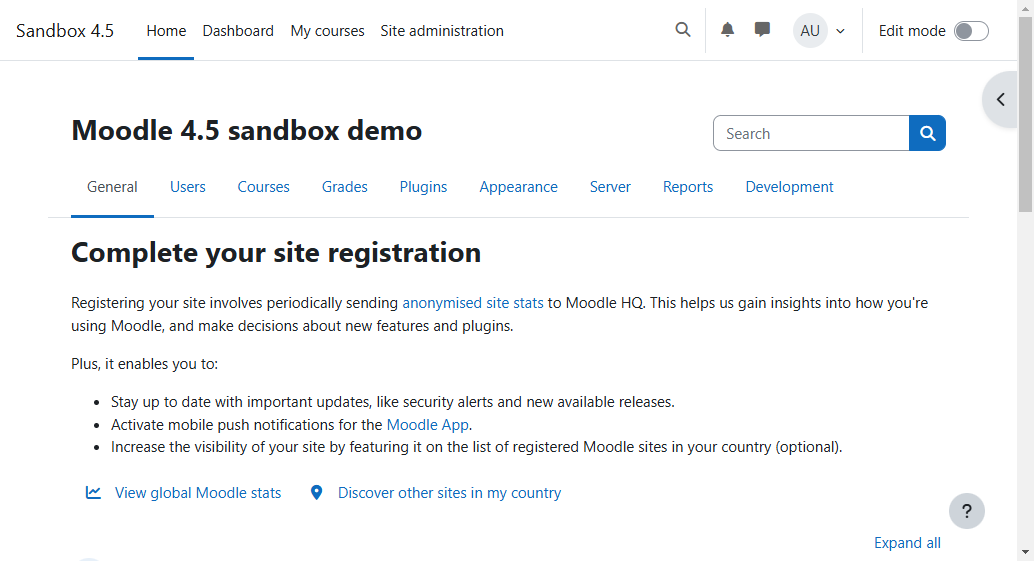 Sandbox 4.5 Home Dashboard My courses Site administration AU Edit mode
Moodle 4.5 sandbox demo
Search
General Users Courses Grades Plugins Appearance Server Reports Development
Complete your site registration
Registering your site involves periodically sending anonymised site stats to Moodle HQ. This helps us gain insights into how you're
using Moodle, and make decisions about new features and plugins.
Plus, it enables you to:
• Stay up to date with important updates, like security alerts and new available releases.
• Activate mobile push notifications for the Moodle App.
• Increase the visibility of your site by featuring it on the list of registered Moodle sites in your country (optional).
View global Moodle stats Discover other sites in my country
?
Expand all